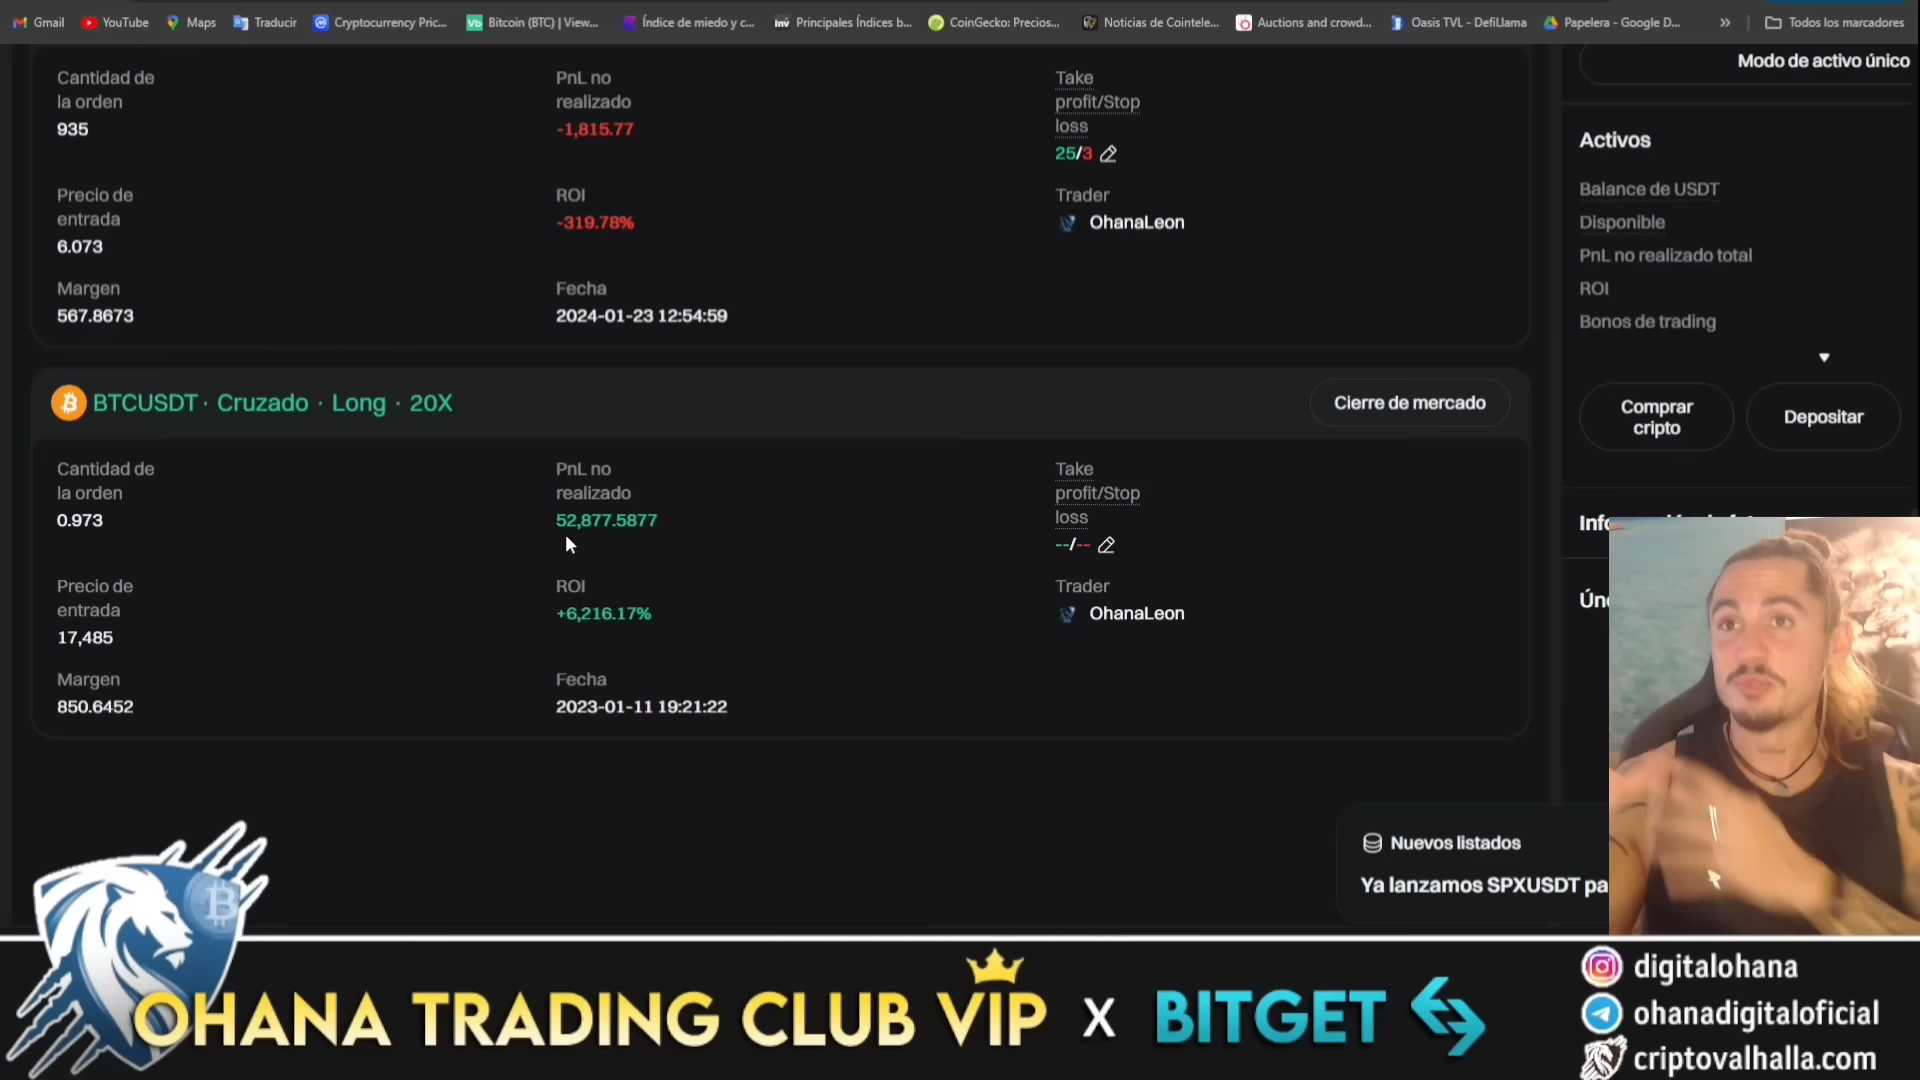 Gmail YouTube Maps Traducir Cryptocurrency Pric... Bitcoin (BTC) | View... Índice de miedo y c... Principales Índices b... CoinGecko: Precios... Noticias de Cointele... Auctions and crowd... Oasis TVL - DefiLlama Papelera - Google D... » Todos los marcadores
Modo de activo único
Cantidad de
la orden
935
PnL no
realizado
-1,815.77
Take
profit/Stop
loss
25/3
Precio de
entrada
6.073
ROI
-319.78%
Trader
OhanaLeon
Margen
567.8673
Fecha
2024-01-23 12:54:59
Activos
Balance de USDT
Disponible
PnL no realizado total
ROI
Bonos de trading
Comprar
cripto
Depositar
BTCUSDT · Cruzado · Long · 20X
Cierre de mercado
Cantidad de
la orden
0.973
PnL no
realizado
52,877.5877
Take
profit/Stop
loss
--/--
Precio de
entrada
17,485
ROI
+6,216.17%
Trader
OhanaLeon
Margen
850.6452
Fecha
2023-01-11 19:21:22
Nuevos listados
Ya lanzamos SPXUSDT pa
OHANA TRADING CLUB VIP X BITGET
digitalohana
ohanadigitaloficial
criptovalhalla.com